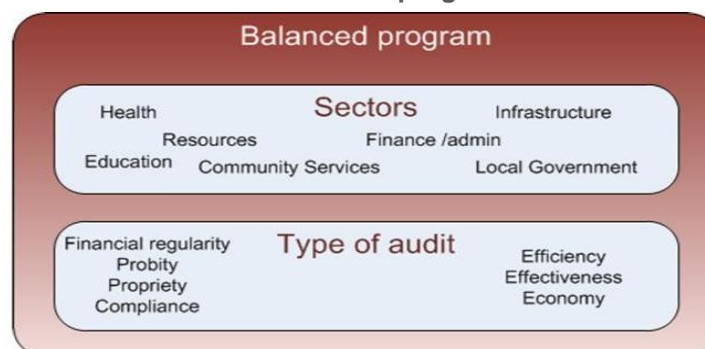 Balanced program
Sectors
Health
Infrastructure
Resources
Finance /admin
Education
Community Services
Local Government
Type of audit
Financial regularity
Probity
Propriety
Compliance
Efficiency
Effectiveness
Economy